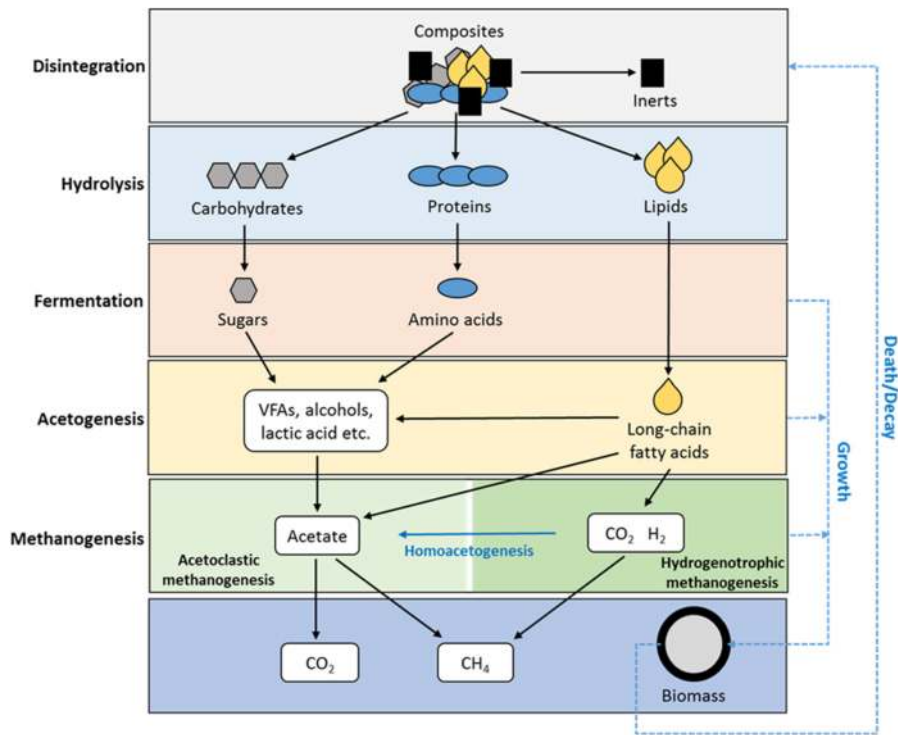 Composites
Disintegration
Inerts
Hydrolysis
Carbohydrates
Proteins
Lipids
Fermentation
Sugars
Amino acids
Death/Decay
Acetogenesis
VFAs, alcohols,
lactic acid etc.
Long-chain
fatty acids
Growth
Methanogenesis
Acetate
Homoacetogenesis
CO₂ H₂
Acetoclastic
methanogenesis
Hydrogenotrophic
methanogenesis
CO₂
CH₄
Biomass